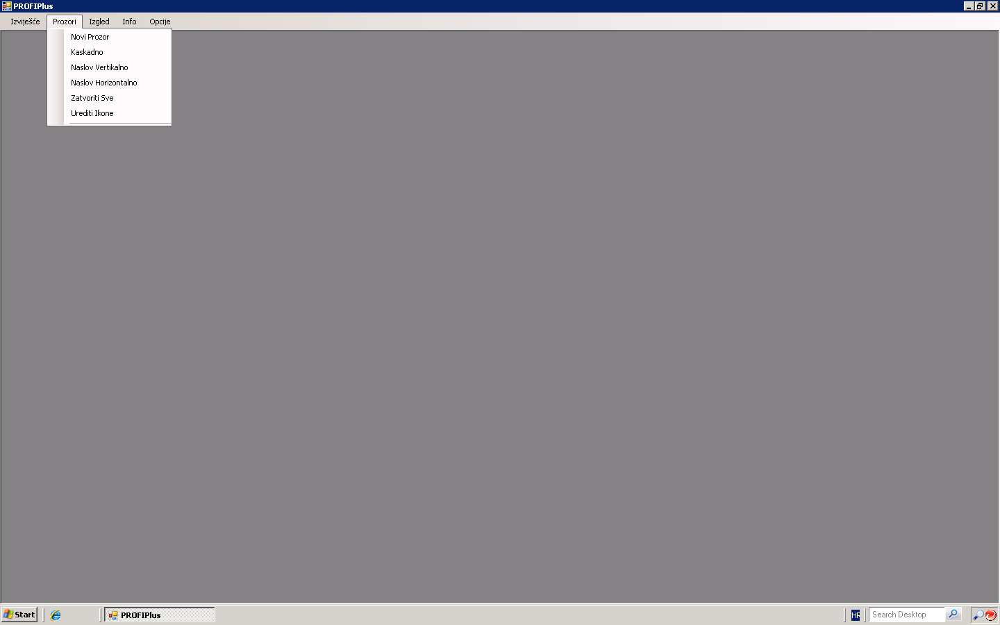 PROFIPlus
Izviješće Prozori Izgled Info Opcije
Novi Prozor
Kaskadno
Naslov Vertikalno
Naslov Horizontalno
Zatvoriti Sve
Urediti Ikone
Start PROFIPlus HR Search Desktop